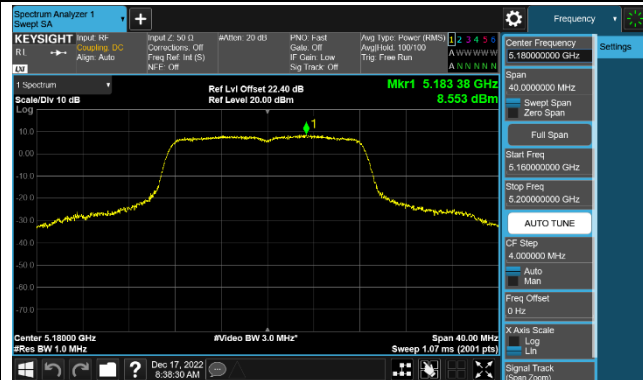 Spectrum Analyzer 1
Swept SA
Frequency
KEYSIGHT
Input: RF
Coupling: DC
Align: Auto
Input Z: 50 Ω
Corrections: Off
Freq Ref: Int (S)
NFE: Off
#Atten: 20 dB
PNO: Fast
Gate: Off
IF Gain: Low
Sig Track: Off
Avg Type: Power (RMS)
Avg|Hold: 100/100
Trig: Free Run
1 2 3 4 5 6
A W W W W W
A N N N N N
RL
LXI
1 Spectrum
Scale/Div 10 dB
Log
Ref Lvl Offset 22.40 dB
Ref Level 20.00 dBm
Mkr1 5.183 38 GHz
8.553 dBm
1
10.0
0.00
-10.0
-20.0
-30.0
-40.0
-50.0
-60.0
-70.0
Center 5.18000 GHz
#Res BW 1.0 MHz
#Video BW 3.0 MHz*
Span 40.00 MHz
Sweep 1.07 ms (2001 pts)
Dec 17, 2022
8:38:30 AM
Center Frequency
5.180000000 GHz
Span
40.0000000 MHz
Swept Span
Zero Span
Full Span
Start Freq
5.160000000 GHz
Stop Freq
5.200000000 GHz
AUTO TUNE
CF Step
4.000000 MHz
Auto
Man
Freq Offset
0 Hz
X Axis Scale
Log
Lin
Signal Track
(Span Zoom)
Settings